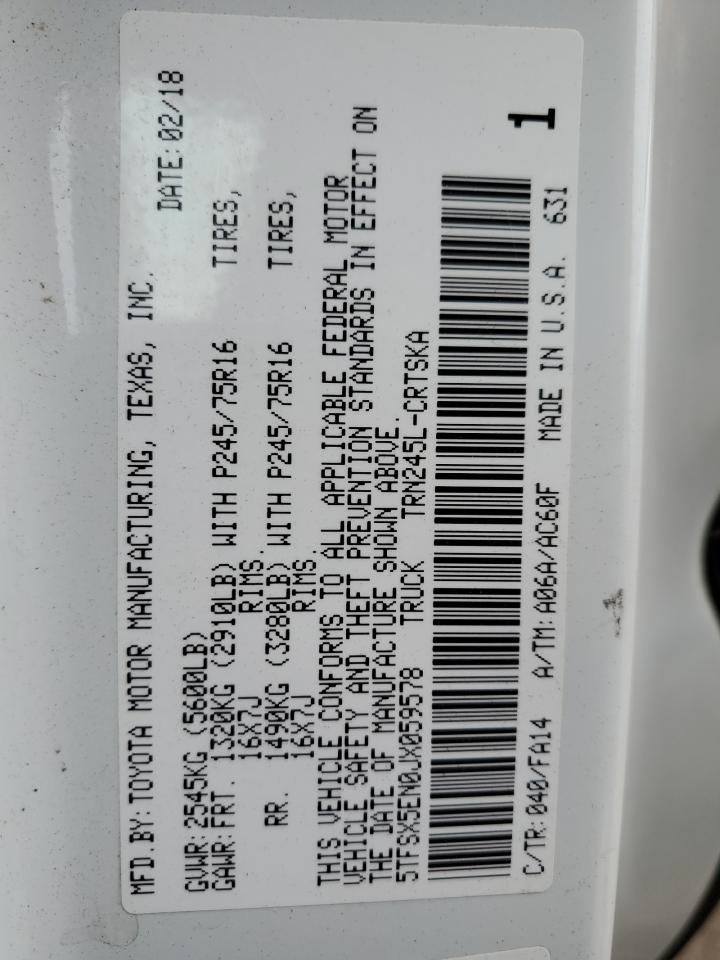 MFD.BY: TOYOTA MOTOR MANUFACTURING, TEXAS, INC.
DATE: 02/18
GVWR: 2545KG (5600LB)
GAWR: FRT. 1320KG (2910LB) WITH P245/75R16 TIRES,
16X7J RIMS.
RR. 1490KG (3280LB) WITH P245/75R16 TIRES,
16X7J RIMS.
THIS VEHICLE CONFORMS TO ALL APPLICABLE FEDERAL MOTOR
VEHICLE SAFETY AND THEFT PREVENTION STANDARDS IN EFFECT ON
THE DATE OF MANUFACTURE SHOWN ABOVE.
5TFSX5EN0JX059578 TRUCK TRN245L-CRTSKA
1
C/TR: 040/FA14 A/TM: A06A/AC60F MADE IN U.S.A. 631